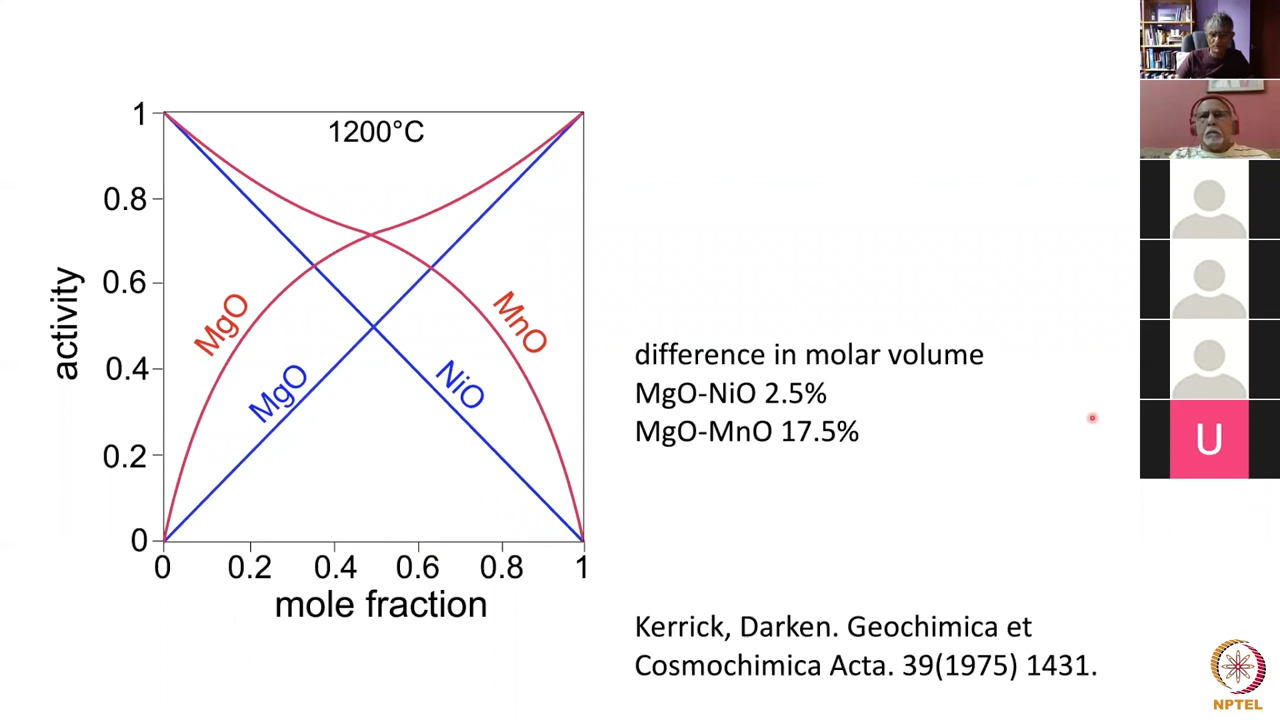 1200°C
1
0.8
0.6
0.4
0.2
0
activity
MgO
MnO
MgO
NiO
0 0.2 0.4 0.6 0.8 1
mole fraction
difference in molar volume
MgO-NiO 2.5%
MgO-MnO 17.5%
Kerrick, Darken. Geochimica et
Cosmochimica Acta. 39(1975) 1431.
U
NPTEL